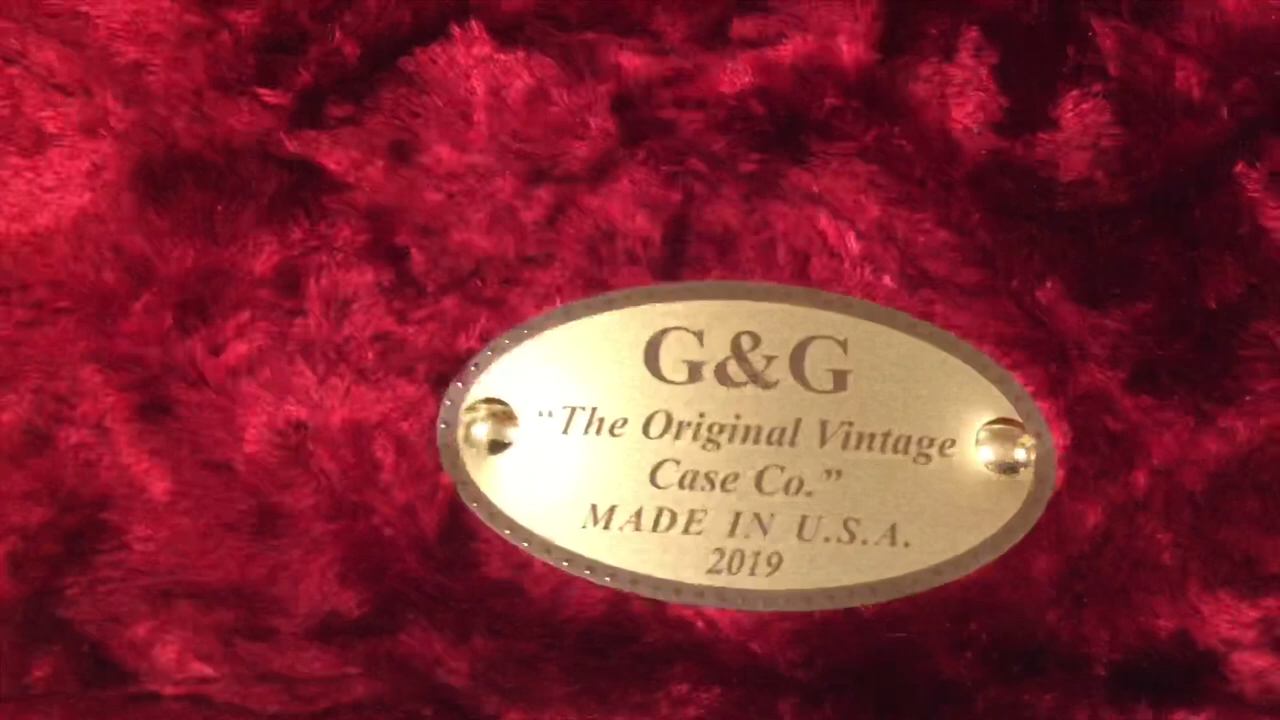 G&G
“The Original Vintage
Case Co.”
MADE IN U.S.A.
2019